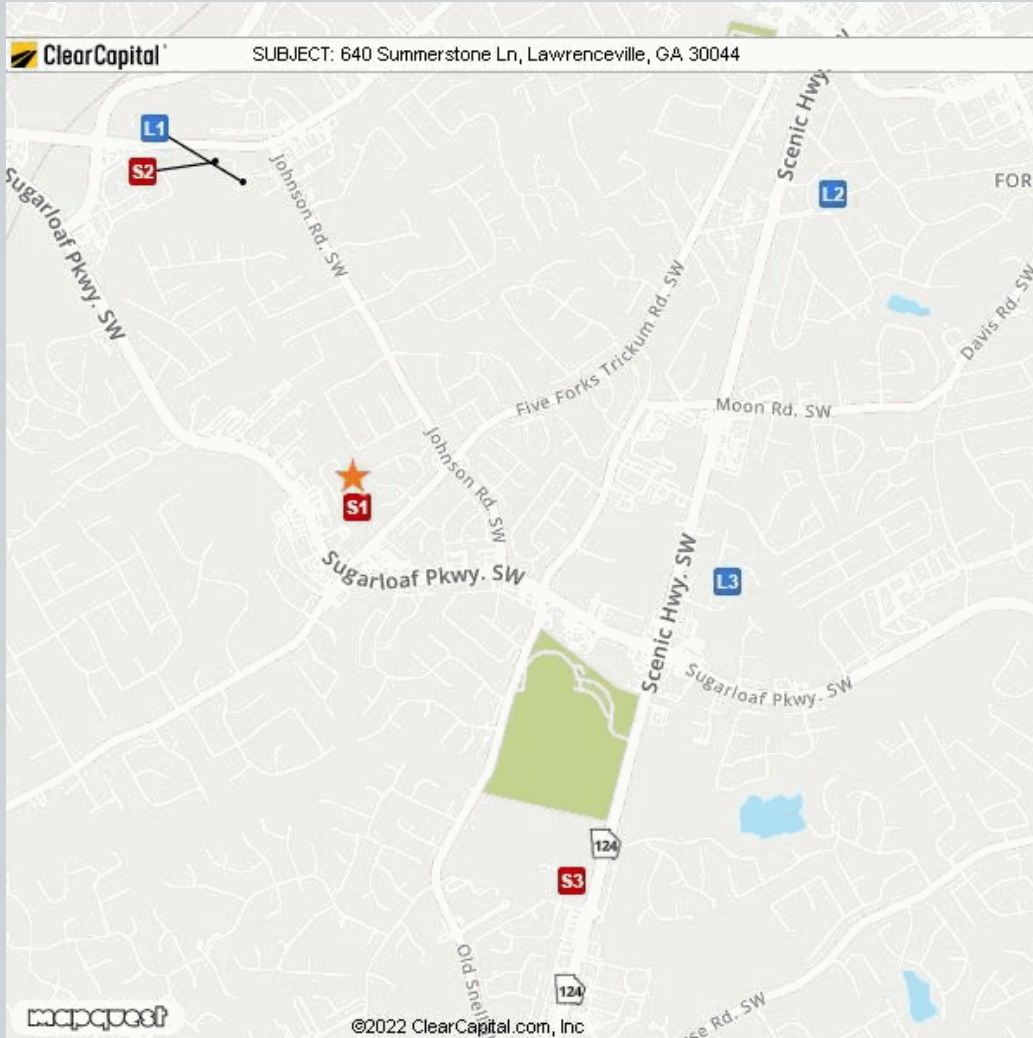 ClearCapital
SUBJECT: 640 Summerstone Ln, Lawrenceville, GA 30044
Scenic Hwy.
SW
L1
S2
Sugarloaf Pkwy. SW
Johnson Rd. SW
L2
FOR
Davis Rd. SW
Five Forks Trickum Rd. SW
Moon Rd. SW
Johnson Rd. SW
S1
Sugarloaf Pkwy. SW
Scenic Hwy. SW
L3
Sugarloaf Pkwy. SW
124
S3
Old Snell
124
se Rd. SW
mapquest
©2022 ClearCapital.com, Inc